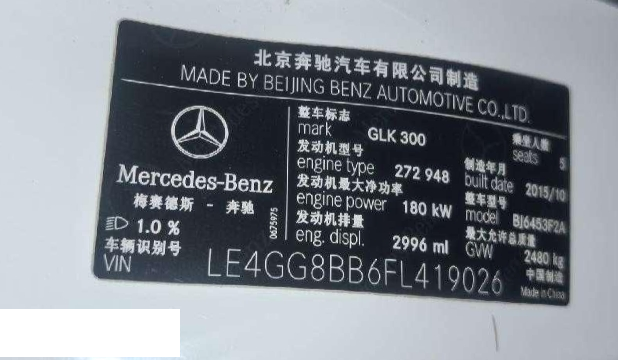 北京奔驰汽车有限公司制造
MADE BY BEIJING BENZ AUTOMOTIVE CO.,LTD.
Mercedes-Benz
梅赛德斯 - 奔驰
1.0 %
整车标志
mark GLK 300
乘坐人数
seats 5
发动机型号
engine type 272 948
制造年月
built date 2015/10
发动机最大净功率
engine power 180 kW
整车型号
model BJ6453F2A
发动机排量
eng. displ. 2996 ml
最大允许总质量
GVW 2480 kg
0675975
车辆识别号
VIN LE4GG8BB6FL419026
中国制造
Made in China